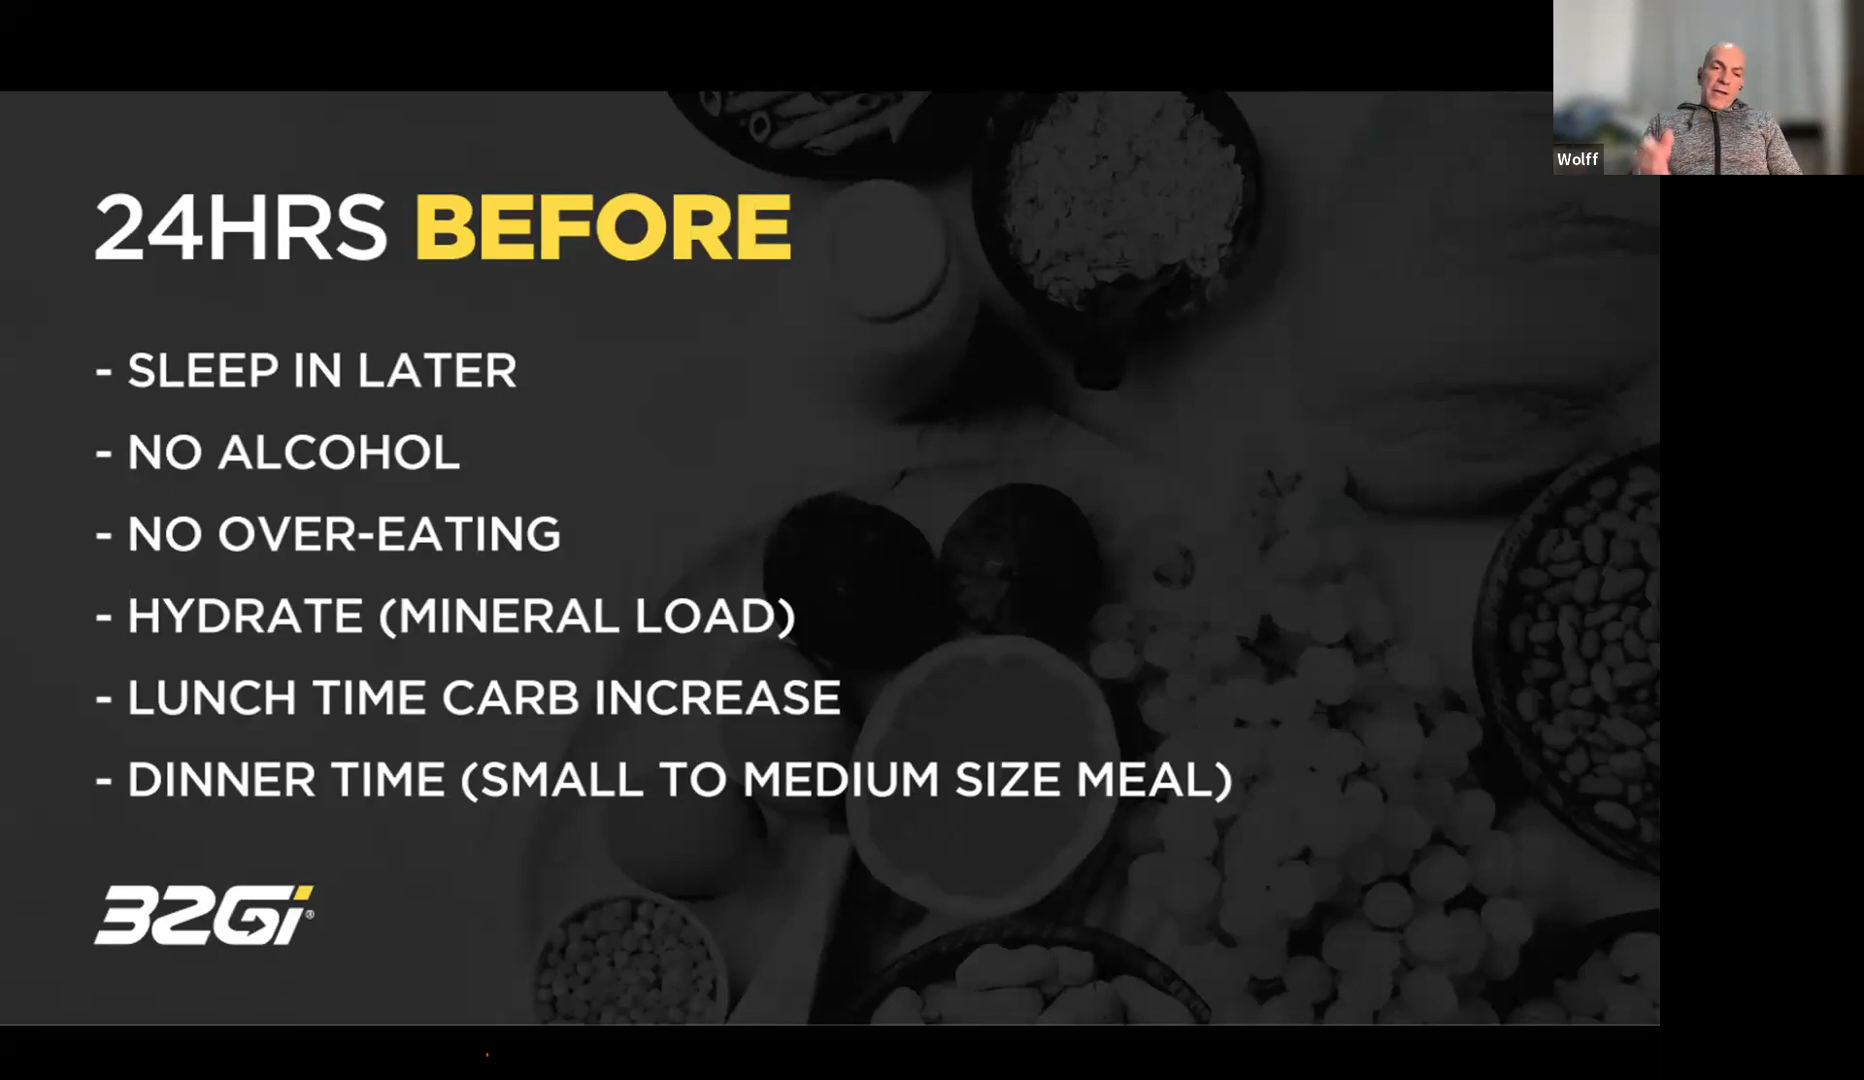 Wolff
24HRS BEFORE
- SLEEP IN LATER
- NO ALCOHOL
- NO OVER-EATING
- HYDRATE (MINERAL LOAD)
- LUNCH TIME CARB INCREASE
- DINNER TIME (SMALL TO MEDIUM SIZE MEAL)
32Gi®